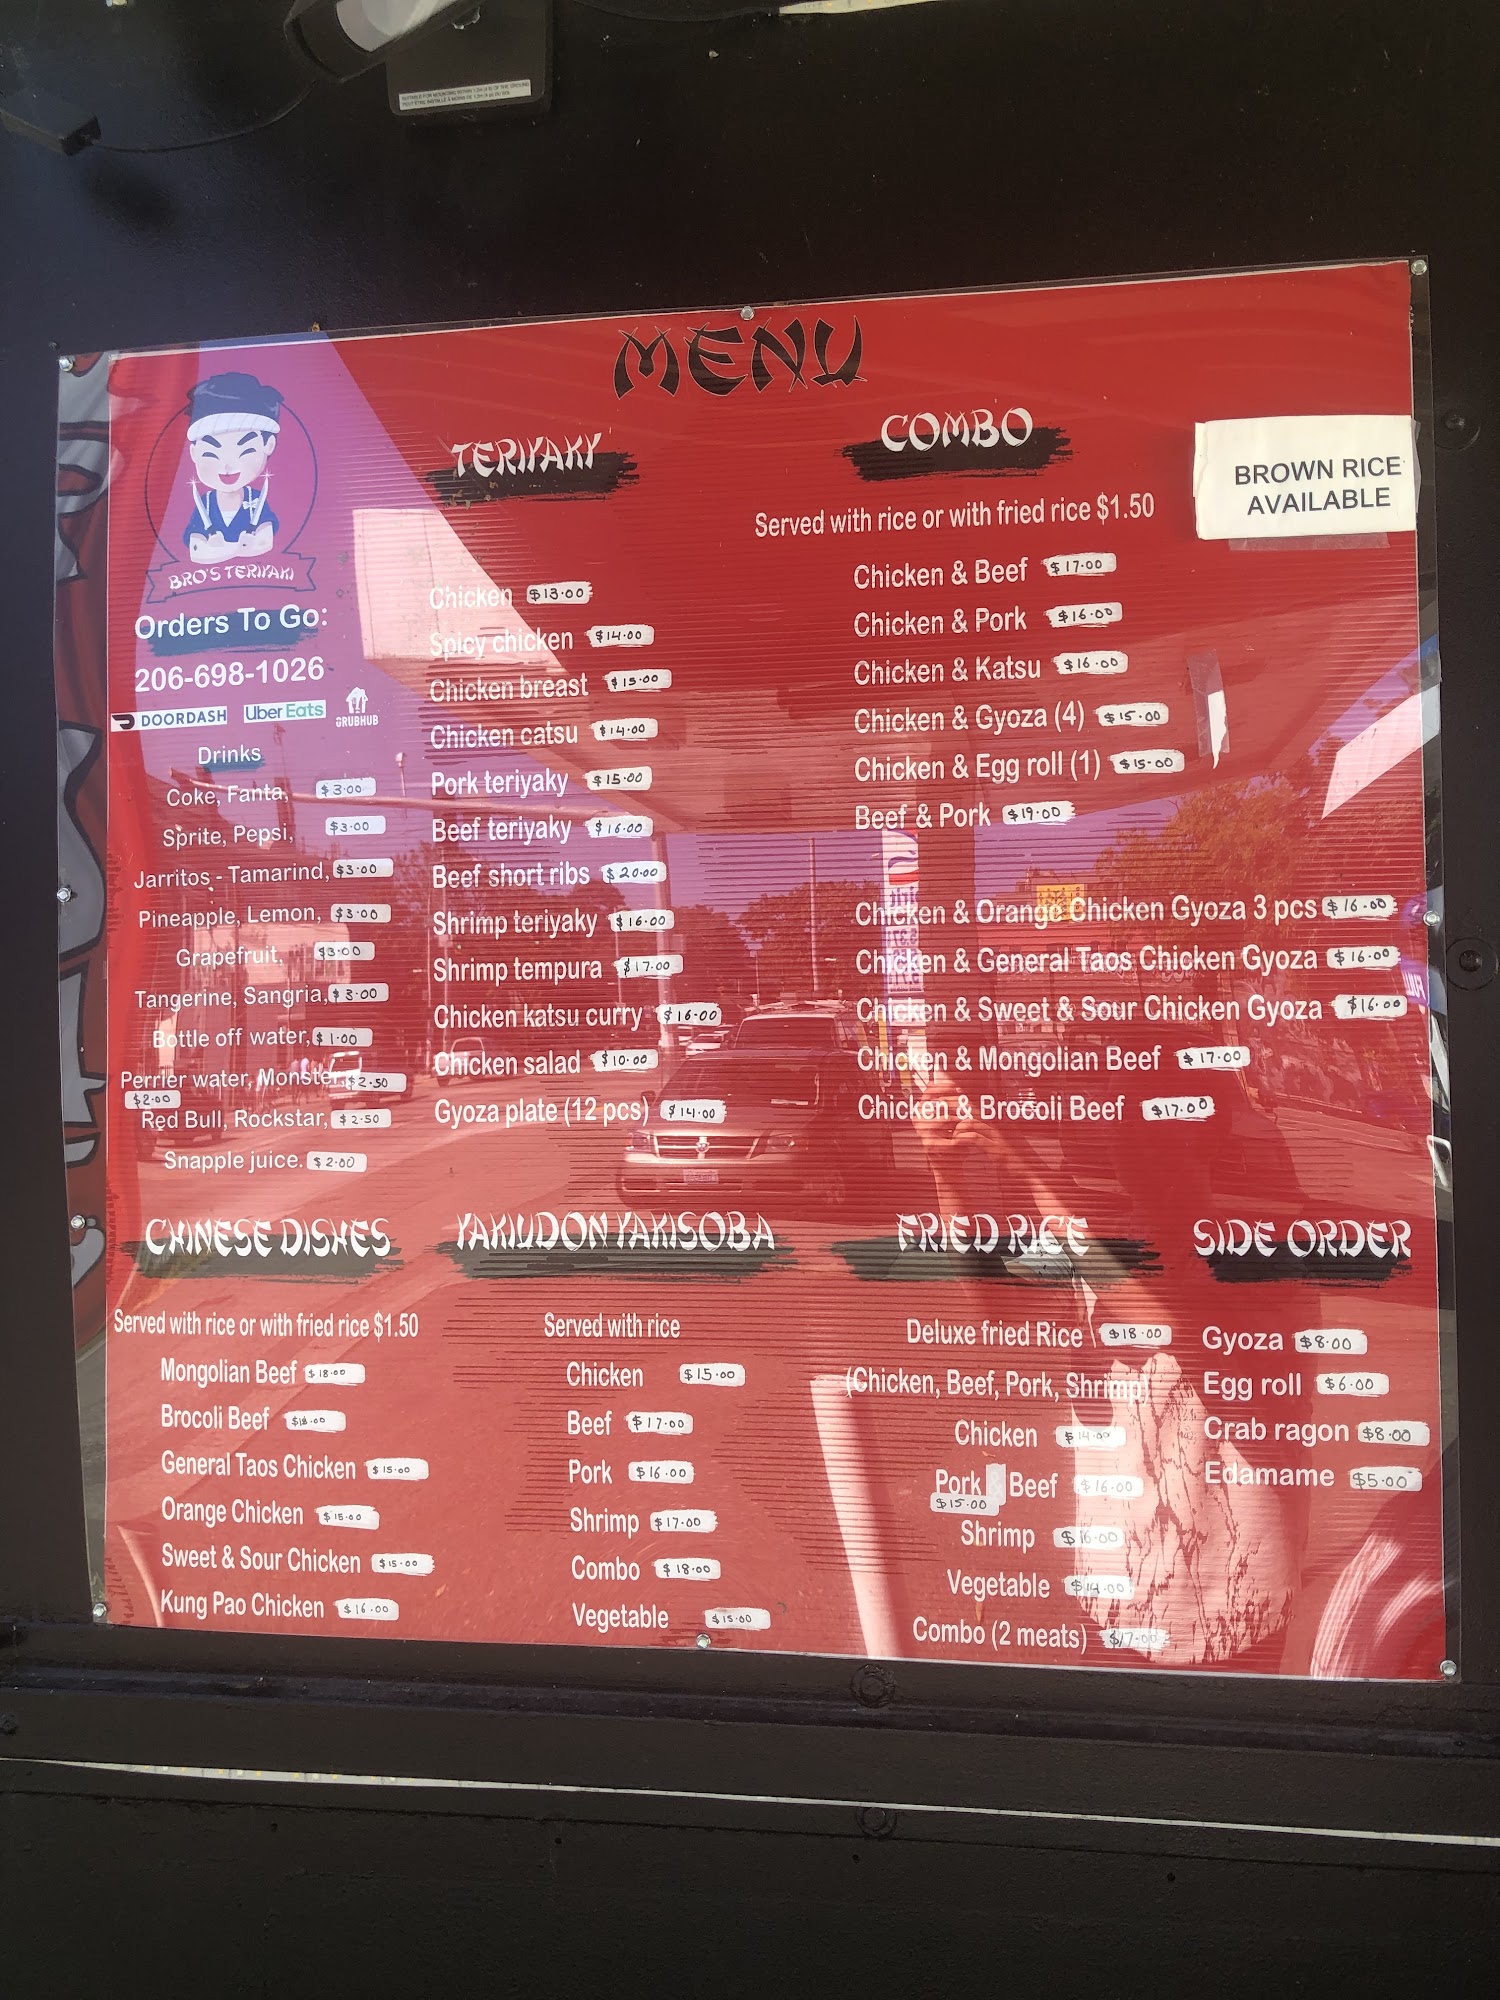 MENU
BRO'S TERIYAKI
Orders To Go:
206-698-1026
DOORDASH Uber Eats GRUBHUB
Drinks
Coke, Fanta, $3.00
Sprite, Pepsi, $3.00
Jarritos - Tamarind, $3.00
Pineapple, Lemon, $3.00
Grapefruit, $3.00
Tangerine, Sangria, $3.00
Bottle off water, $1.00
Perrier water, Monster, $2.50
$2.00
Red Bull, Rockstar, $2.50
Snapple juice. $2.00
TERIYAKY
Chicken $13.00
Spicy chicken $14.00
Chicken breast $15.00
Chicken catsu $14.00
Pork teriyaky $15.00
Beef teriyaky $16.00
Beef short ribs $20.00
Shrimp teriyaky $16.00
Shrimp tempura $17.00
Chicken katsu curry $16.00
Chicken salad $10.00
Gyoza plate (12 pcs) $14.00
COMBO
Served with rice or with fried rice $1.50
BROWN RICE
AVAILABLE
Chicken & Beef $17.00
Chicken & Pork $16.00
Chicken & Katsu $16.00
Chicken & Gyoza (4) $15.00
Chicken & Egg roll (1) $15.00
Beef & Pork $19.00
Chicken & Orange Chicken Gyoza 3 pcs $16.00
Chicken & General Taos Chicken Gyoza $16.00
Chicken & Sweet & Sour Chicken Gyoza $16.00
Chicken & Mongolian Beef $17.00
Chicken & Brocoli Beef $17.00
CHINESE DISHES
Served with rice or with fried rice $1.50
Mongolian Beef $18.00
Brocoli Beef $18.00
General Taos Chicken $15.00
Orange Chicken $15.00
Sweet & Sour Chicken $15.00
Kung Pao Chicken $16.00
YAKIUDON YAKISOBA
Served with rice
Chicken $15.00
Beef $17.00
Pork $16.00
Shrimp $17.00
Combo $18.00
Vegetable $15.00
FRIED RICE
Deluxe fried Rice $18.00
(Chicken, Beef, Pork, Shrimp)
Chicken $14.00
Pork & Beef $16.00
$15.00
Shrimp $16.00
Vegetable $14.00
Combo (2 meats) $17.00
SIDE ORDER
Gyoza $8.00
Egg roll $6.00
Crab ragon $8.00
Edamame $5.00